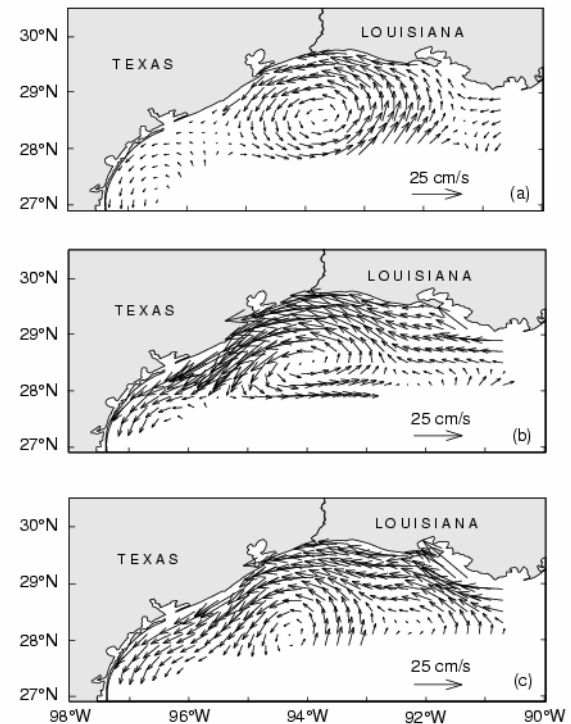 30°N
LOUISIANA
TEXAS
29°N
28°N
25 cm/s
(a)
27°N
30°N
LOUISIANA
TEXAS
29°N
28°N
25 cm/s
(b)
27°N
30°N
LOUISIANA
TEXAS
29°N
28°N
25 cm/s
(c)
27°N
98°W 96°W 94°W 92°W 90°W